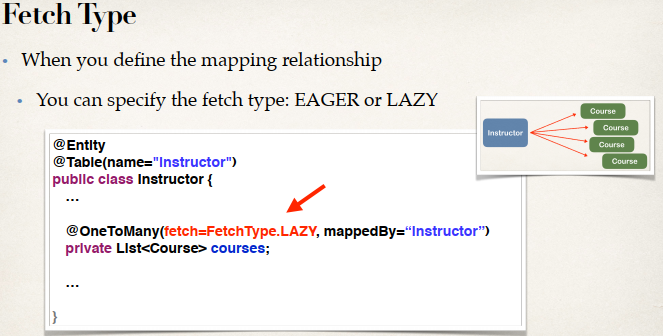 Fetch Type
• When you define the mapping relationship
• You can specify the fetch type: EAGER or LAZY
Instructor
Course
Course
Course
Course
@Entity
@Table(name="instructor")
public class Instructor {
...
@OneToMany(fetch=FetchType.LAZY, mappedBy=“instructor”)
private List<Course> courses;
...
}